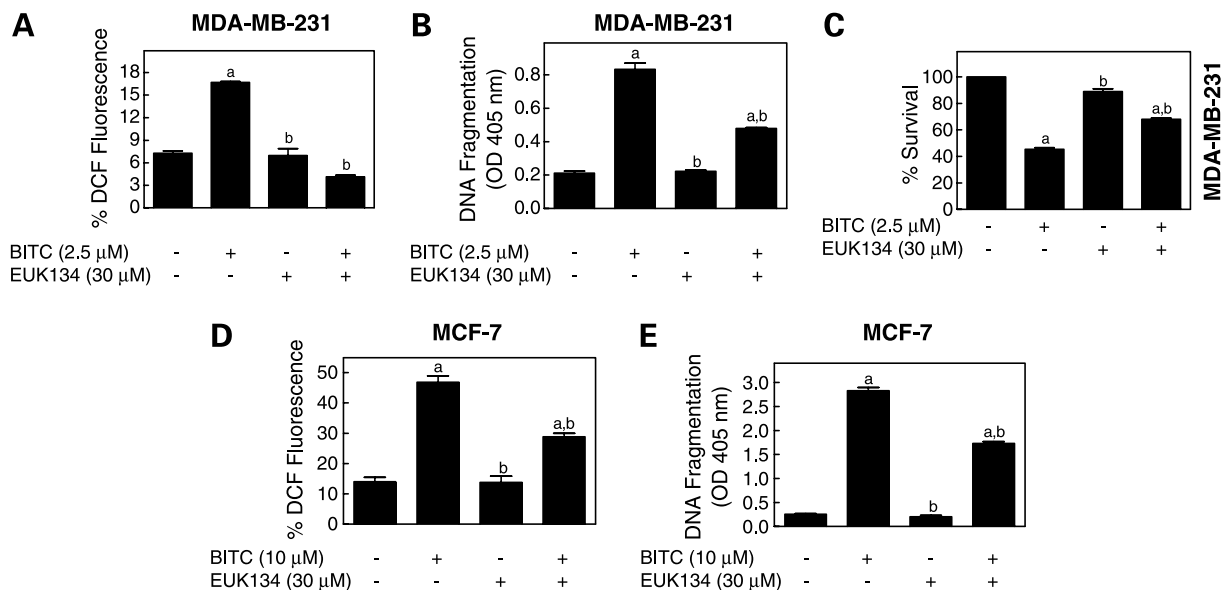 A
MDA-MB-231
% DCF Fluorescence
18
15
12
9
6
3
0
a
b
b
BITC (2.5 μM) - + - +
EUK134 (30 μM) - - + +
B
MDA-MB-231
DNA Fragmentation
(OD 405 nm)
0.8
0.6
0.4
0.2
0.0
a
b
a,b
BITC (2.5 μM) - + - +
EUK134 (30 μM) - - + +
C
MDA-MB-231
% Survival
100
80
60
40
20
0
a
b
a,b
BITC (2.5 μM) - + - +
EUK134 (30 μM) - - + +
D
MCF-7
% DCF Fluorescence
50
40
30
20
10
0
a
b
a,b
BITC (10 μM) - + - +
EUK134 (30 μM) - - + +
E
MCF-7
DNA Fragmentation
(OD 405 nm)
3.0
2.5
2.0
1.5
1.0
0.5
0.0
a
b
a,b
BITC (10 μM) - + - +
EUK134 (30 μM) - - + +